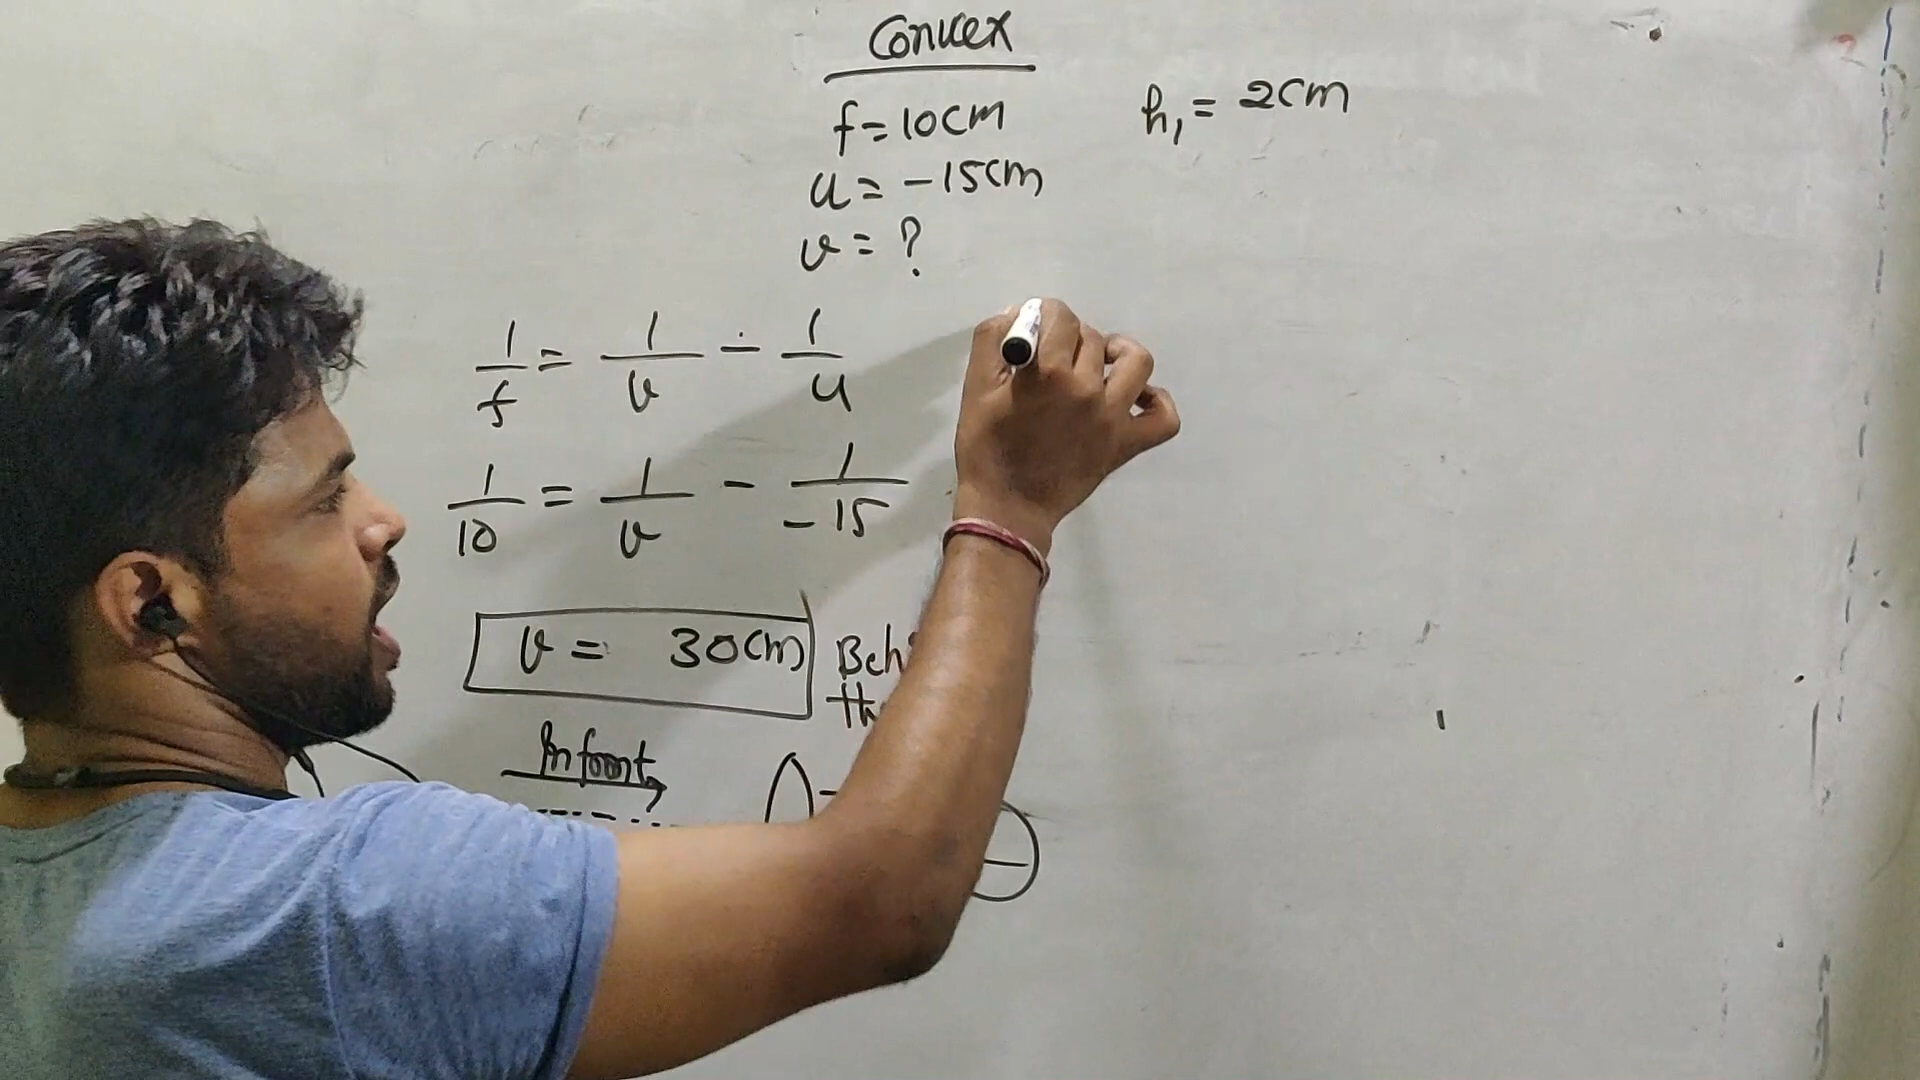 Convex
f = 10cm
h₁ = 2cm
u = -15cm
v = ?
1/f = 1/v - 1/u
1/10 = 1/v - 1/-15
v = 30cm
Infront